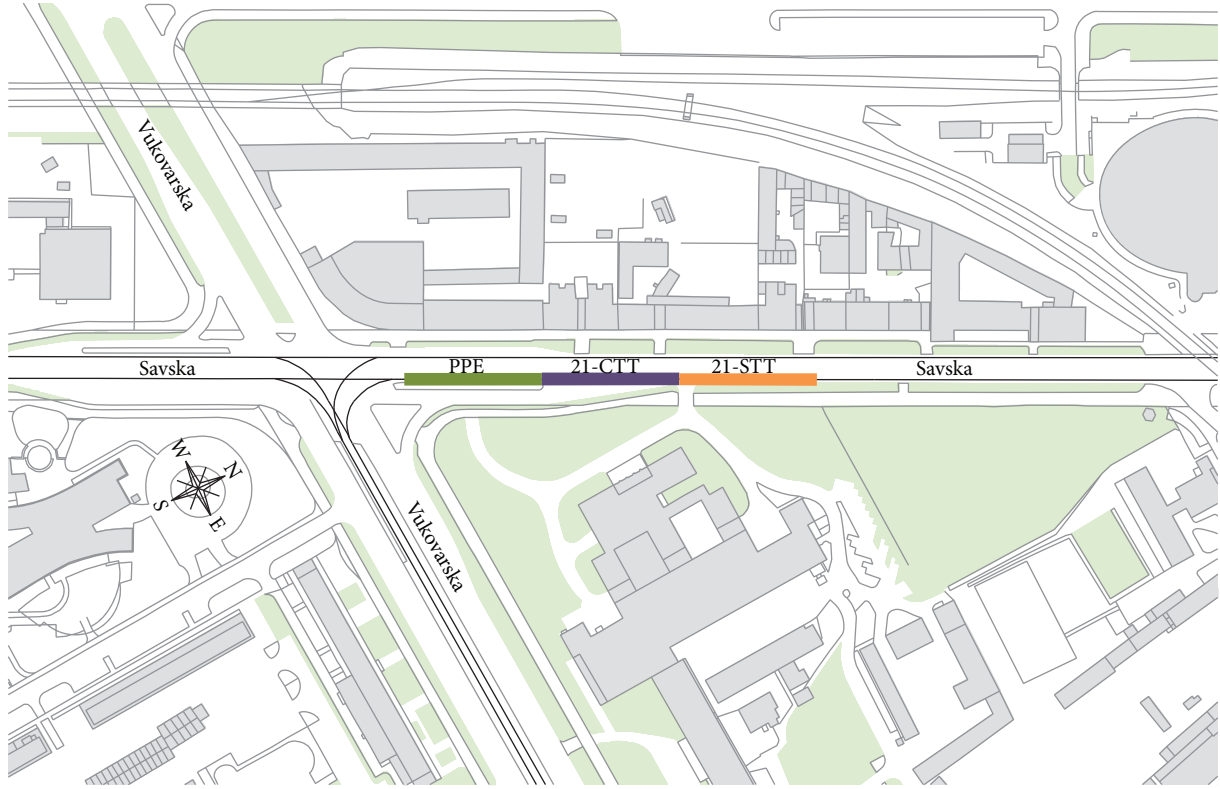 Vukovarska
Savska
PPE
21-CTT
21-STT
Savska
W
N
S
E
Vukovarska